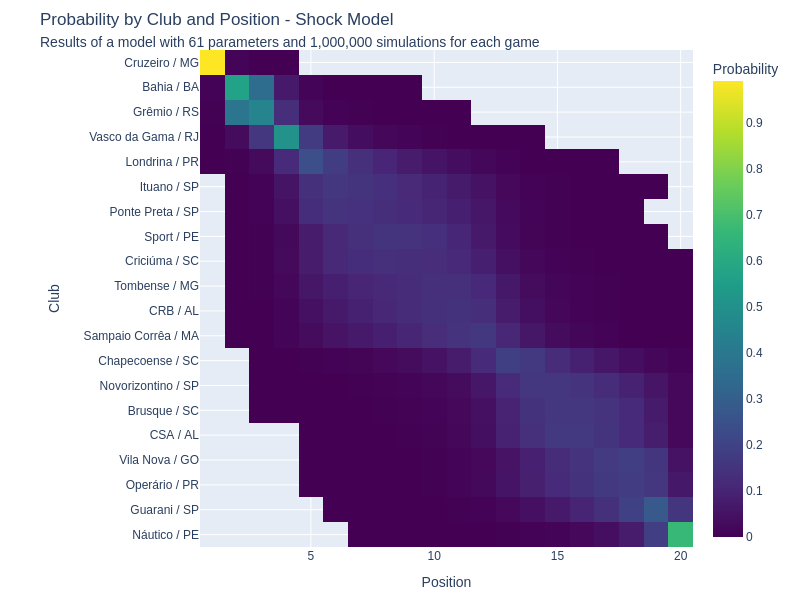 Probability by Club and Position - Shock Model
Results of a model with 61 parameters and 1,000,000 simulations for each game
Probability
Cruzeiro / MG
Bahia / BA
Grêmio / RS
Vasco da Gama / RJ
Londrina / PR
Ituano / SP
Ponte Preta / SP
Sport / PE
Criciúma / SC
Tombense / MG
CRB / AL
Sampaio Corrêa / MA
Chapecoense / SC
Novorizontino / SP
Brusque / SC
CSA / AL
Vila Nova / GO
Operário / PR
Guarani / SP
Náutico / PE
Club
5
10
15
20
Position
0.9
0.8
0.7
0.6
0.5
0.4
0.3
0.2
0.1
0